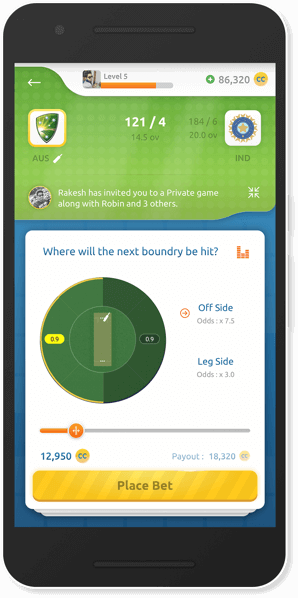 Level 5
86,320 CC
121 / 4
184 / 6
14.5 ov
20.0 ov
AUS
IND
Rakesh has invited you to a Private game
along with Robin and 3 others.
Where will the next boundry be hit?
Off Side
Odds : x 7.5
0.9
0.9
Leg Side
Odds : x 3.0
12,950 CC
Payout : 18,320 CC
Place Bet